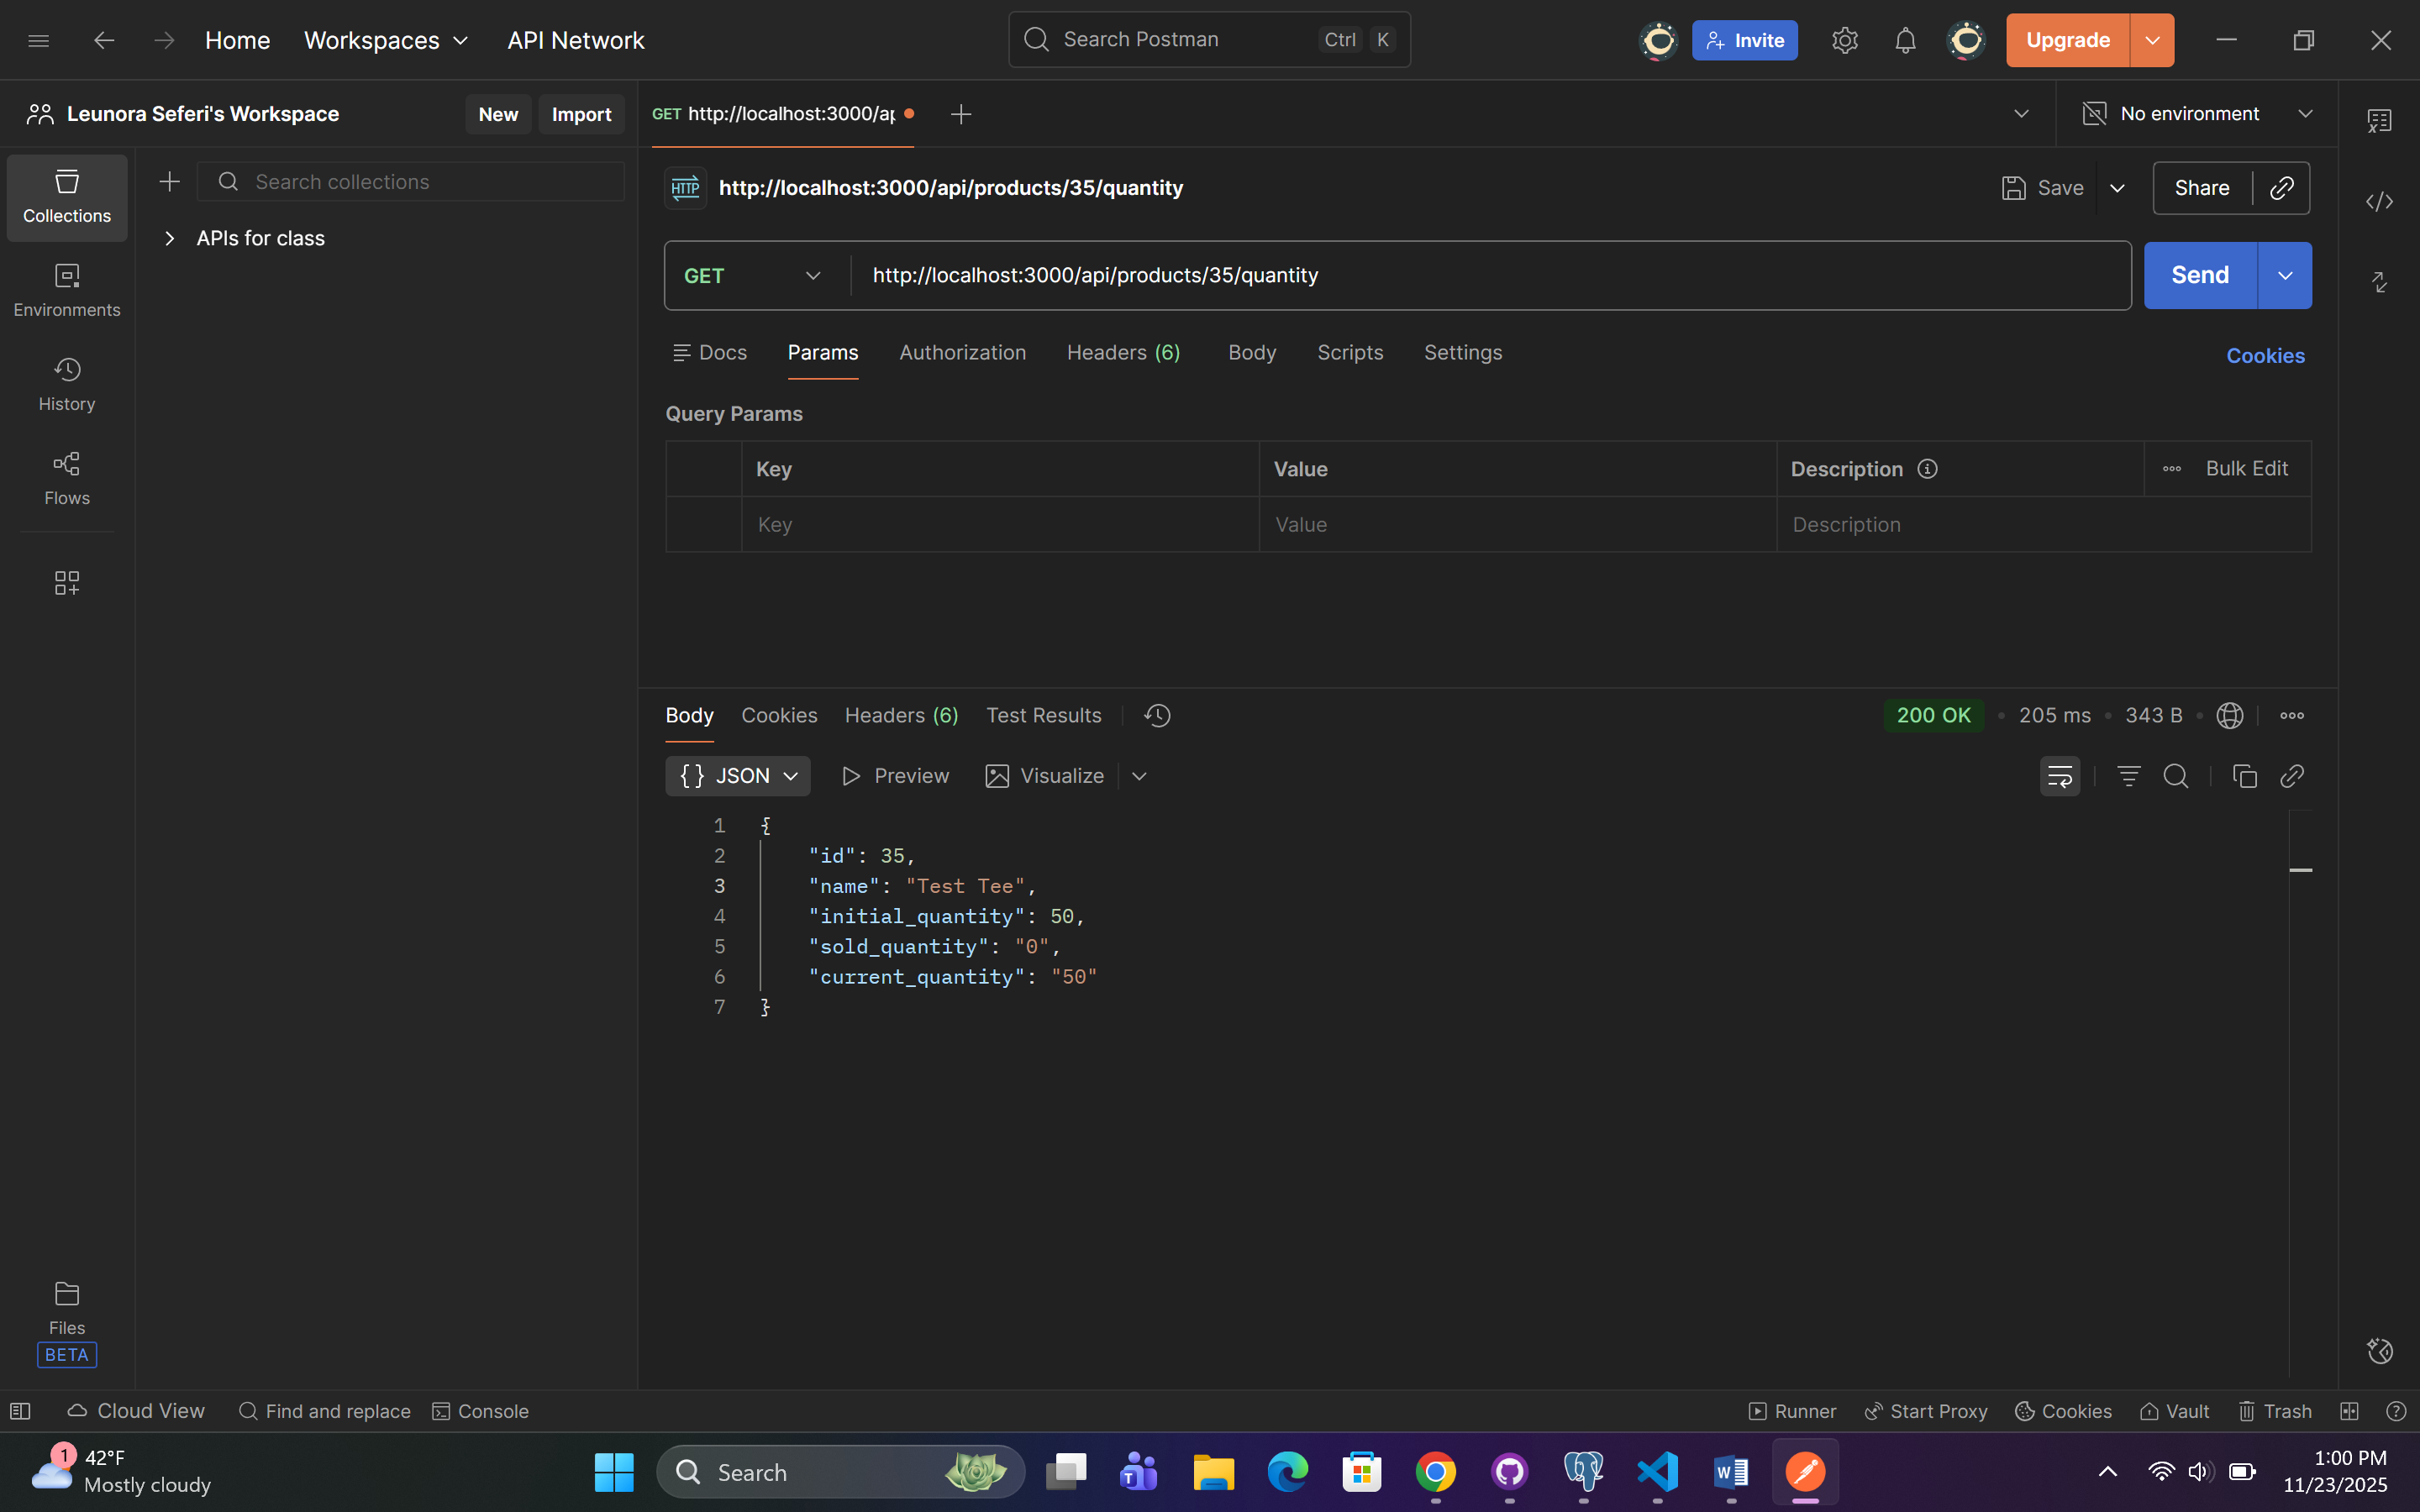 Home
Workspaces
API Network
Search Postman
Ctrl K
Invite
Upgrade
Leunora Seferi's Workspace
New
Import
GET http://localhost:3000/ap
No environment
Collections
Environments
History
Flows
Files
BETA
Search collections
APIs for class
HTTP
http://localhost:3000/api/products/35/quantity
Save
Share
GET
http://localhost:3000/api/products/35/quantity
Send
Docs
Params
Authorization
Headers (6)
Body
Scripts
Settings
Cookies
Query Params
Key
Value
Description
Bulk Edit
Key
Value
Description
Body
Cookies
Headers (6)
Test Results
200 OK
205 ms
343 B
{} JSON
Preview
Visualize
1 {
2 "id": 35,
3 "name": "Test Tee",
4 "initial_quantity": 50,
5 "sold_quantity": "0",
6 "current_quantity": "50"
7 }
Cloud View
Find and replace
Console
Runner
Start Proxy
Cookies
Vault
Trash
1
42°F
Mostly cloudy
Search
T
W
1:00 PM
11/23/2025